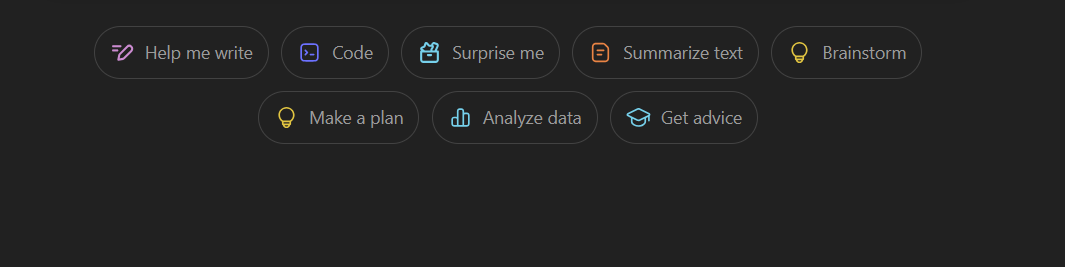 Help me write Code Surprise me Summarize text Brainstorm
Make a plan Analyze data Get advice